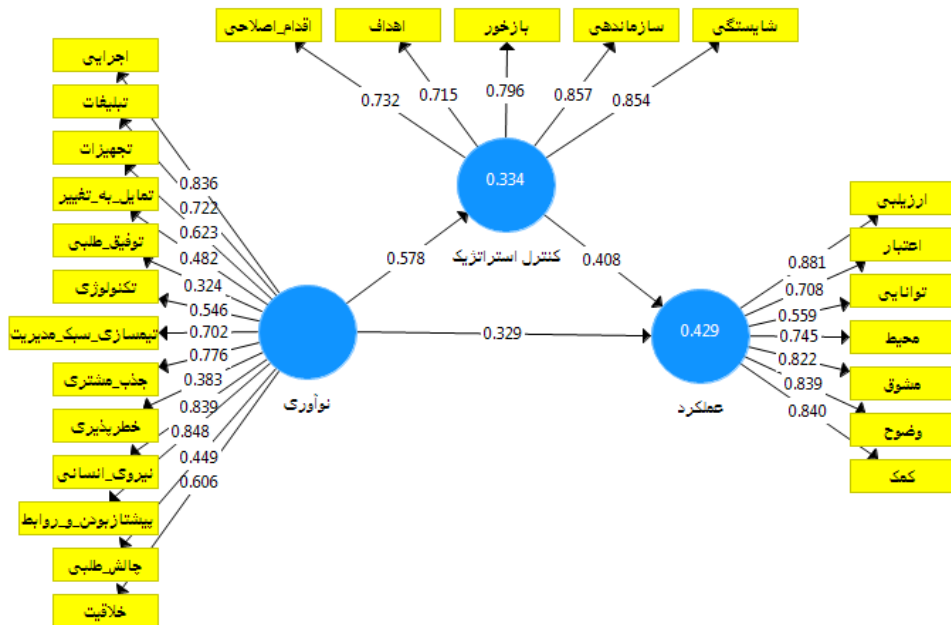 اقدام_اصلاحی
اهداف
بازخور
سازماندهی
شایستگی
0.732
0.715
0.796
0.857
0.854
0.334
کنترل استراتژیک
اجرایی
تبلیغات
تجهیزات
تمایل_به_تغییر
توفیق_طلبی
تکنولوژی
تیمسازی_سبک_مدیریت
جذب_مشتری
خطرپذیری
نیروی_انسانی
پیشتازبودن_و_روابط
چالش_طلبی
خلاقیت
0.836
0.722
0.623
0.482
0.324
0.546
0.702
0.776
0.383
0.839
0.848
0.449
0.606
نوآوری
0.578
0.408
0.329
0.429
عملکرد
0.881
0.708
0.559
0.745
0.822
0.839
0.840
ارزیابی
اعتبار
توانایی
محیط
مشوق
وضوح
کمک